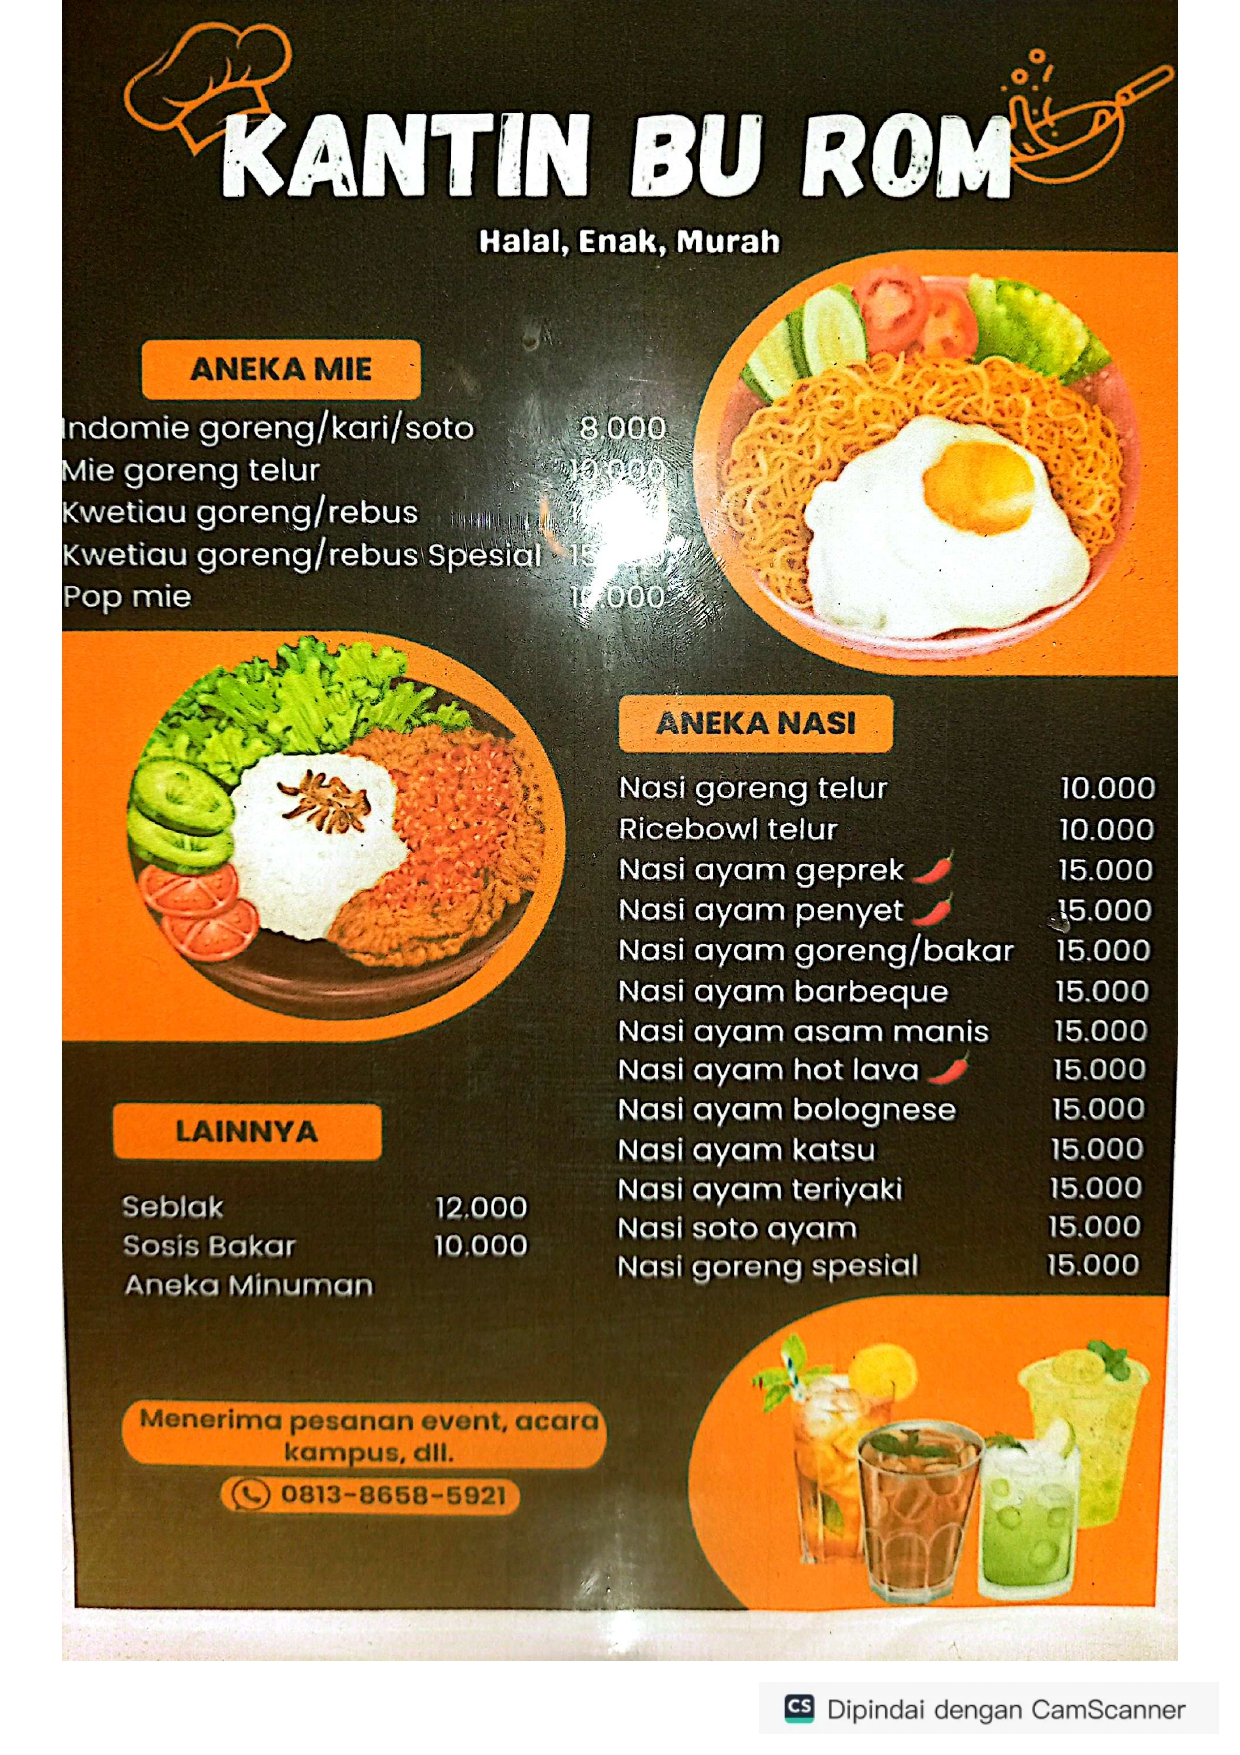 KANTIN BU ROM
Halal, Enak, Murah
ANEKA MIE
Indomie goreng/kari/soto 8.000
Mie goreng telur 10.000
Kwetiau goreng/rebus
Kwetiau goreng/rebus Spesial
Pop mie
ANEKA NASI
Nasi goreng telur 10.000
Ricebowl telur 10.000
Nasi ayam geprek 15.000
Nasi ayam penyet 15.000
Nasi ayam goreng/bakar 15.000
Nasi ayam barbeque 15.000
Nasi ayam asam manis 15.000
Nasi ayam hot lava 15.000
Nasi ayam bolognese 15.000
Nasi ayam katsu 15.000
Nasi ayam teriyaki 15.000
Nasi soto ayam 15.000
Nasi goreng spesial 15.000
LAINNYA
Seblak 12.000
Sosis Bakar 10.000
Aneka Minuman
Menerima pesanan event, acara
kampus, dll.
0813-8658-5921
CS Dipindai dengan CamScanner